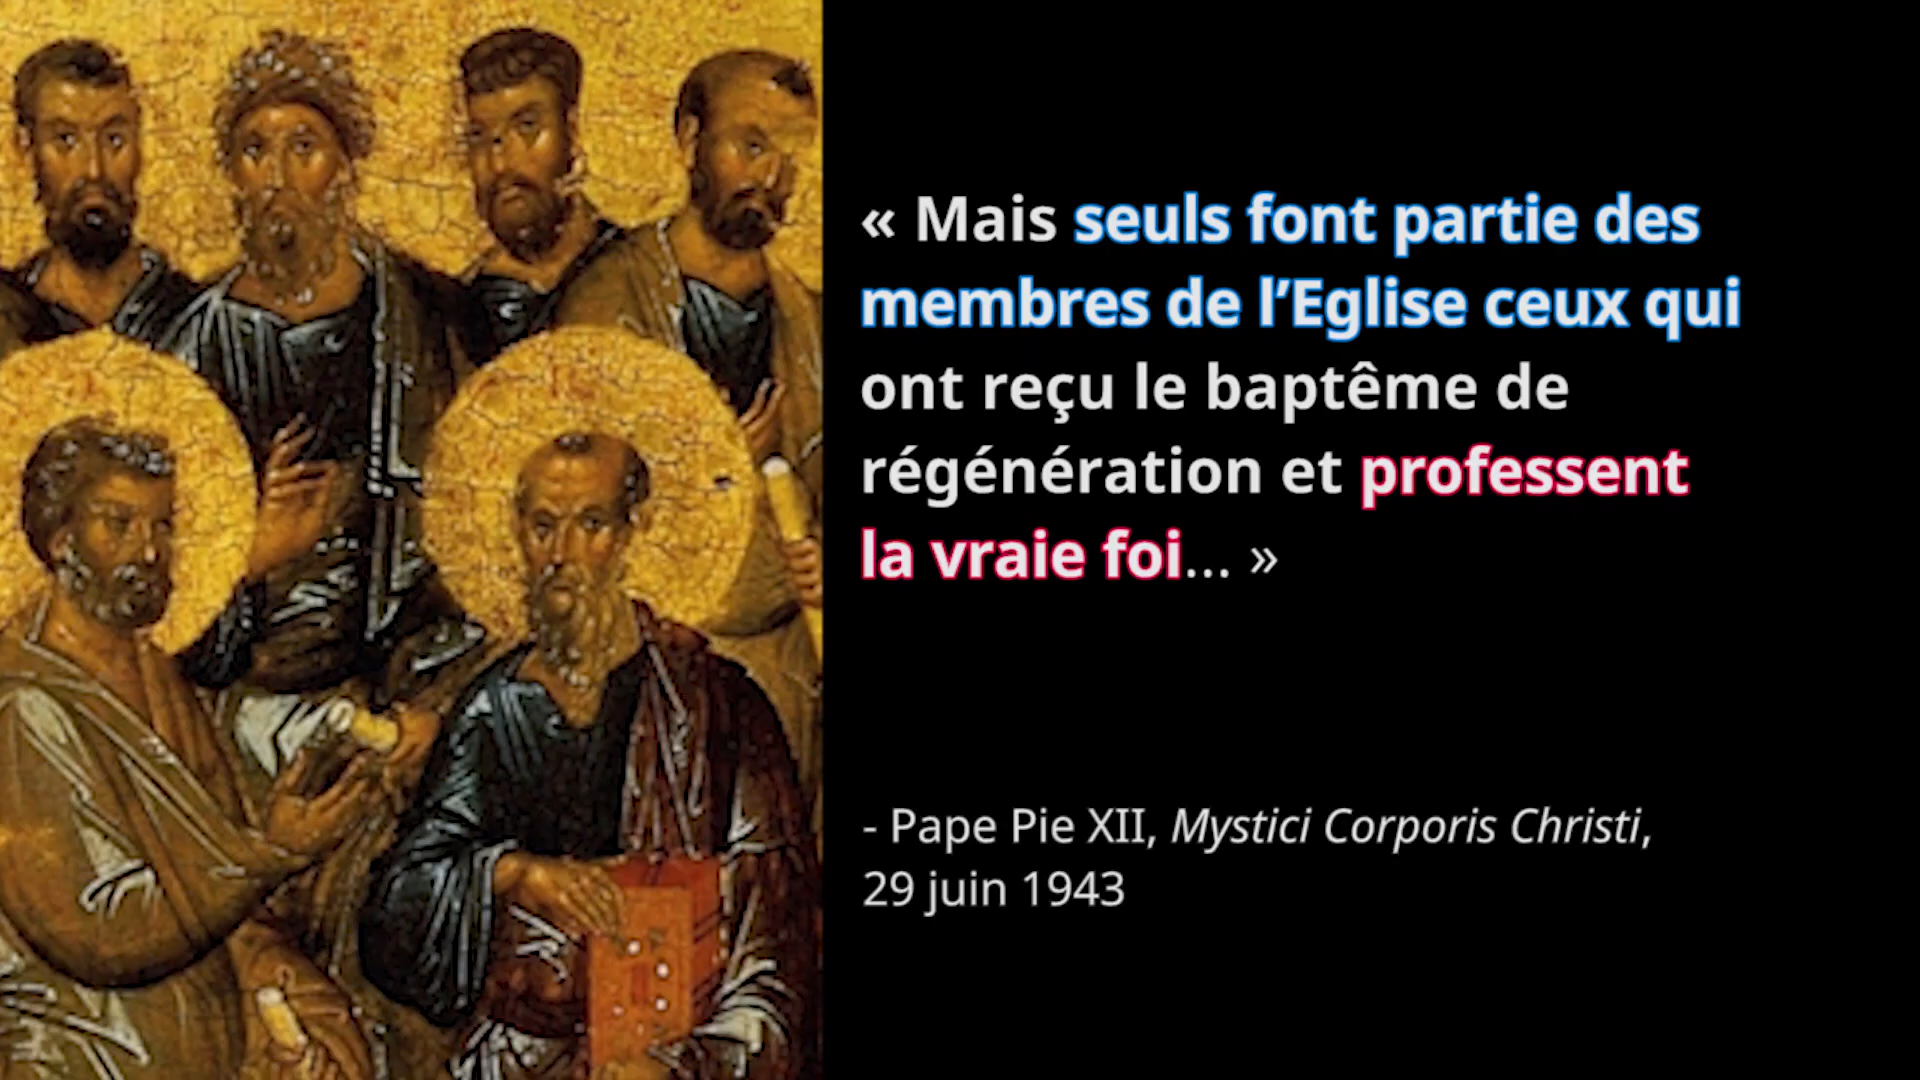 « Mais seuls font partie des
membres de l’Eglise ceux qui
ont reçu le baptême de
régénération et professent
la vraie foi... »
- Pape Pie XII, Mystici Corporis Christi,
29 juin 1943